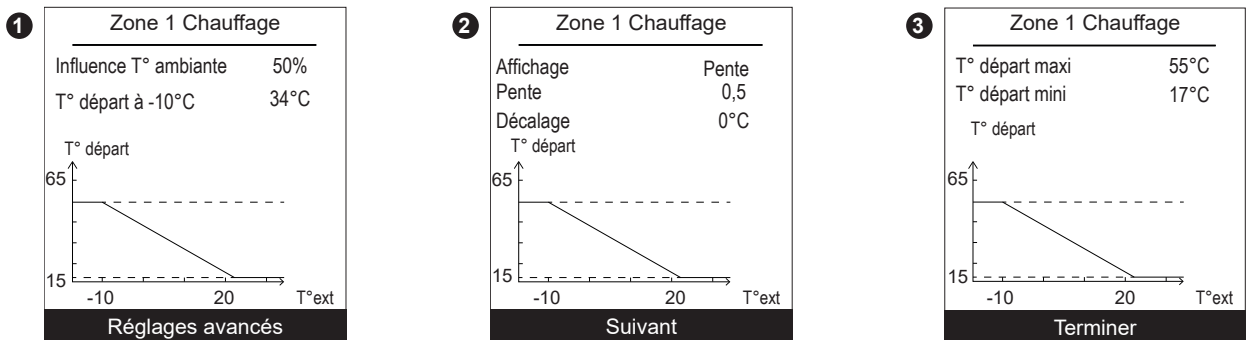 1
Zone 1 Chauffage
Influence T° ambiante 50%
T° départ à -10°C 34°C
T° départ
65
15
-10 20 T°ext
Réglages avancés
2
Zone 1 Chauffage
Affichage Pente
Pente 0,5
Décalage 0°C
T° départ
65
15
-10 20 T°ext
Suivant
3
Zone 1 Chauffage
T° départ maxi 55°C
T° départ mini 17°C
T° départ
65
15
-10 20 T°ext
Terminer